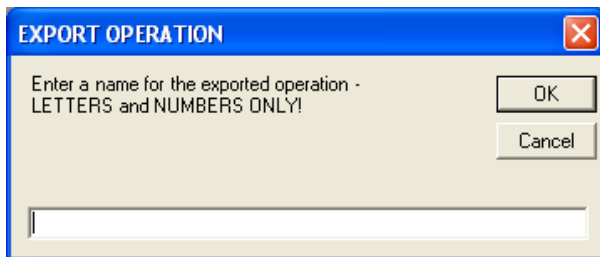 EXPORT OPERATION
Enter a name for the exported operation -
LETTERS and NUMBERS ONLY!
OK
Cancel